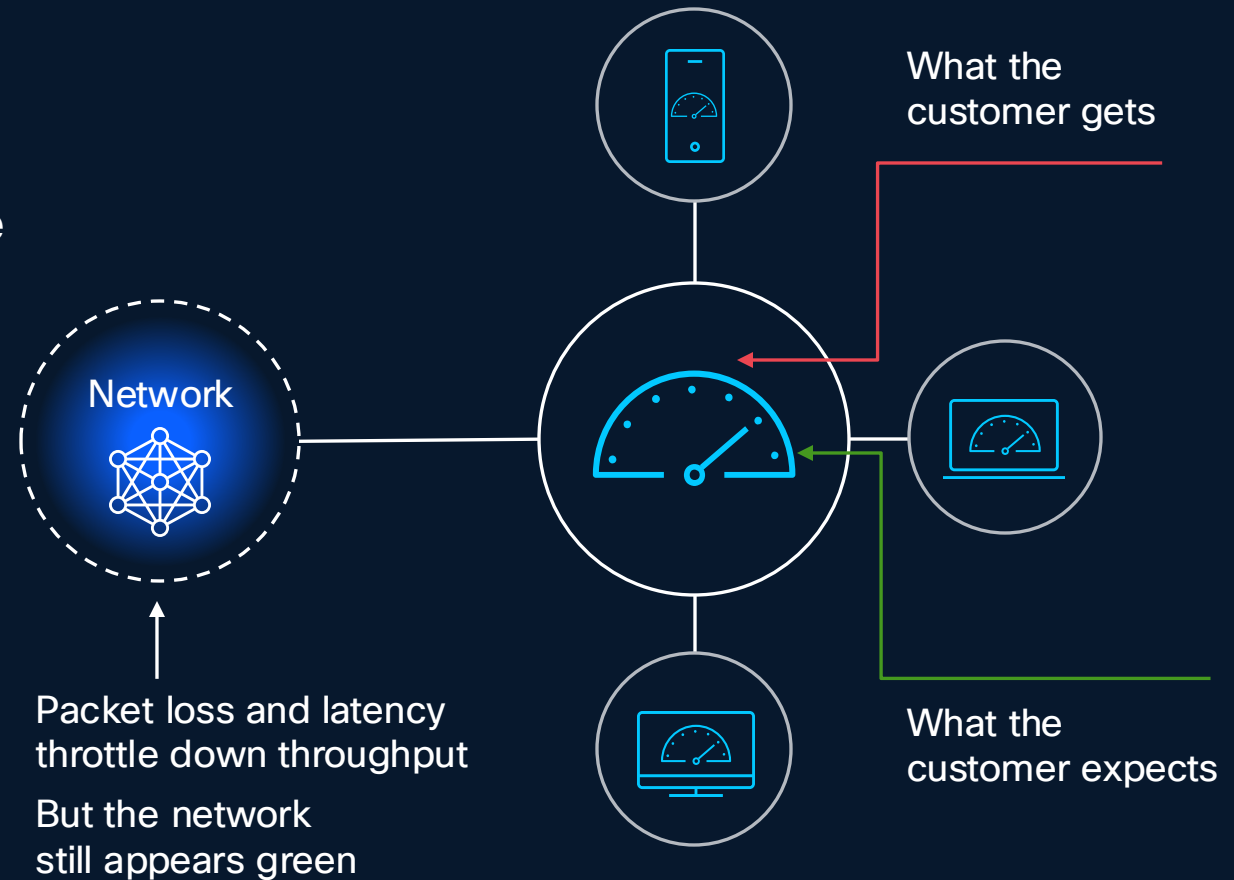 What the
customer gets
Network
Packet loss and latency
throttle down throughput
But the network
still appears green
What the
customer expects